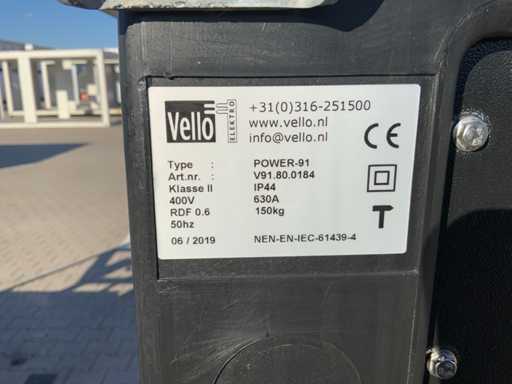 Vellö ELEKTRO
+31(0)316-251500
www.vello.nl
info@vello.nl
CE
Type : POWER-91
Art.nr. : V91.80.0184
Klasse II IP44
400V 630A
RDF 0.6 150kg
50hz
T
06 / 2019 NEN-EN-IEC-61439-4